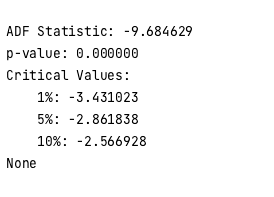 ADF Statistic: -9.684629
p-value: 0.000000
Critical Values:
    1%: -3.431023
    5%: -2.861838
    10%: -2.566928
None